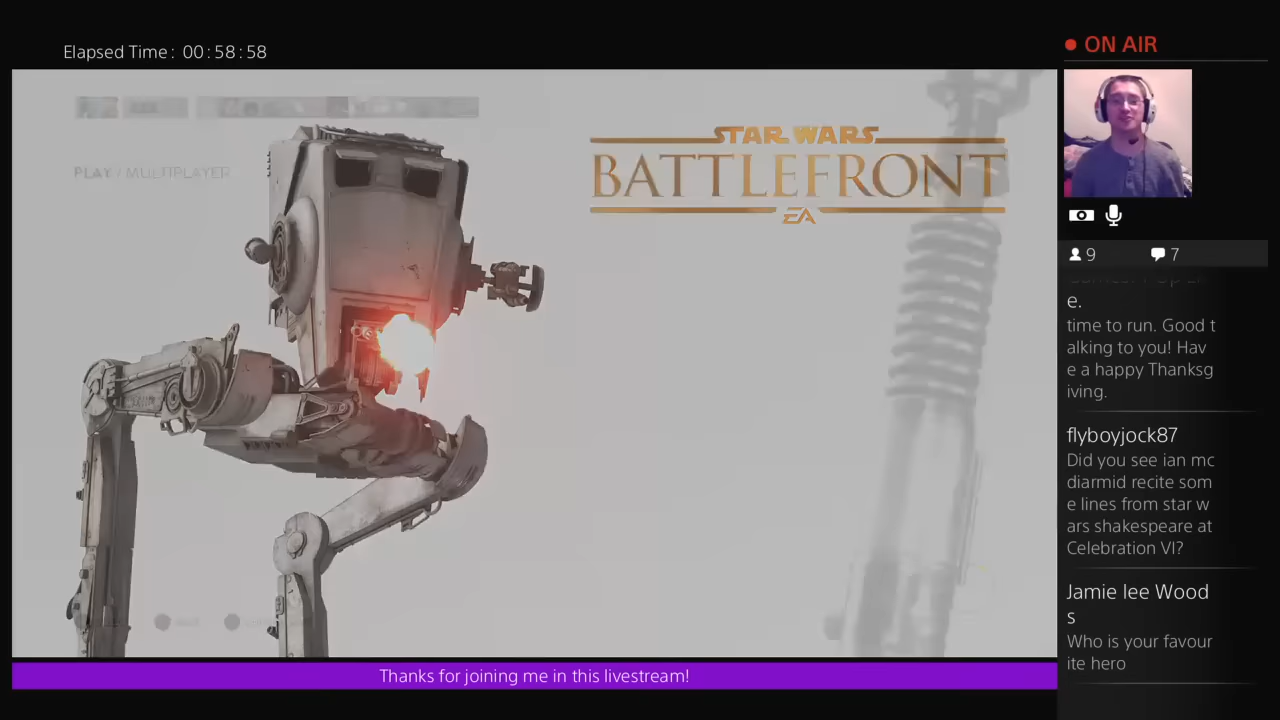 Elapsed Time: 00:58:58
ON AIR
PLAY / MULTIPLAYER
STAR WARS
BATTLEFRONT
EA
9
7
e.
time to run. Good t
alking to you! Hav
e a happy Thanksg
iving.
flyboyjock87
Did you see ian mc
diarmid recite som
e lines from star w
ars shakespeare at
Celebration VI?
Jamie lee Wood
s
Who is your favour
ite hero
Thanks for joining me in this livestream!